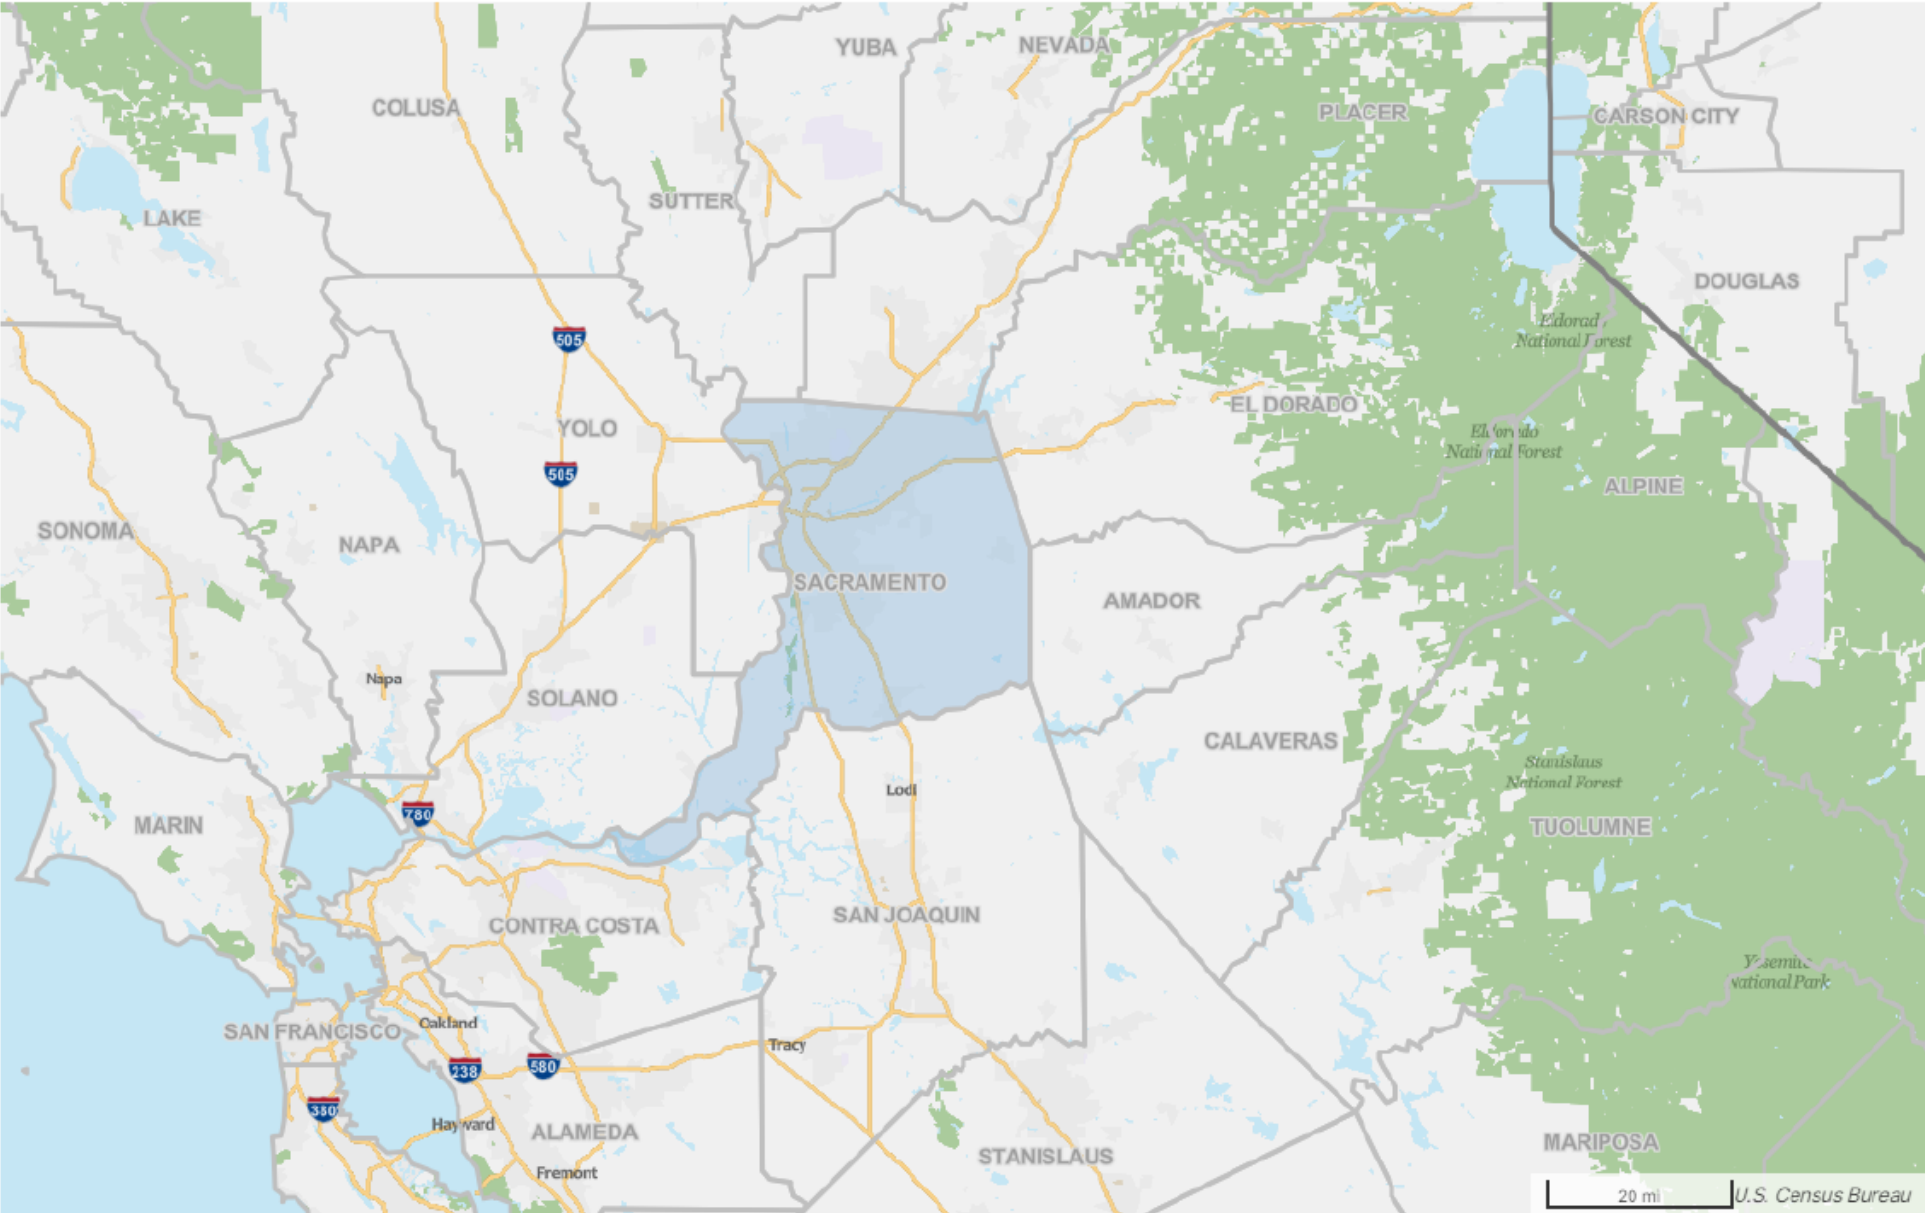 YUBA
NEVADA
COLUSA
PLACER
CARSON CITY
SUTTER
LAKE
DOUGLAS
Eldorado
National Forest
505
YOLO
EL DORADO
Eldorado
National Forest
505
ALPINE
SONOMA
NAPA
SACRAMENTO
AMADOR
Napa
SOLANO
CALAVERAS
Stanislaus
National Forest
Lodi
780
MARIN
TUOLUMNE
SAN JOAQUIN
CONTRA COSTA
Yosemite
National Park
SAN FRANCISCO
Oakland
Tracy
238
580
380
Hayward
ALAMEDA
MARIPOSA
STANISLAUS
Fremont
20 mi
U.S. Census Bureau